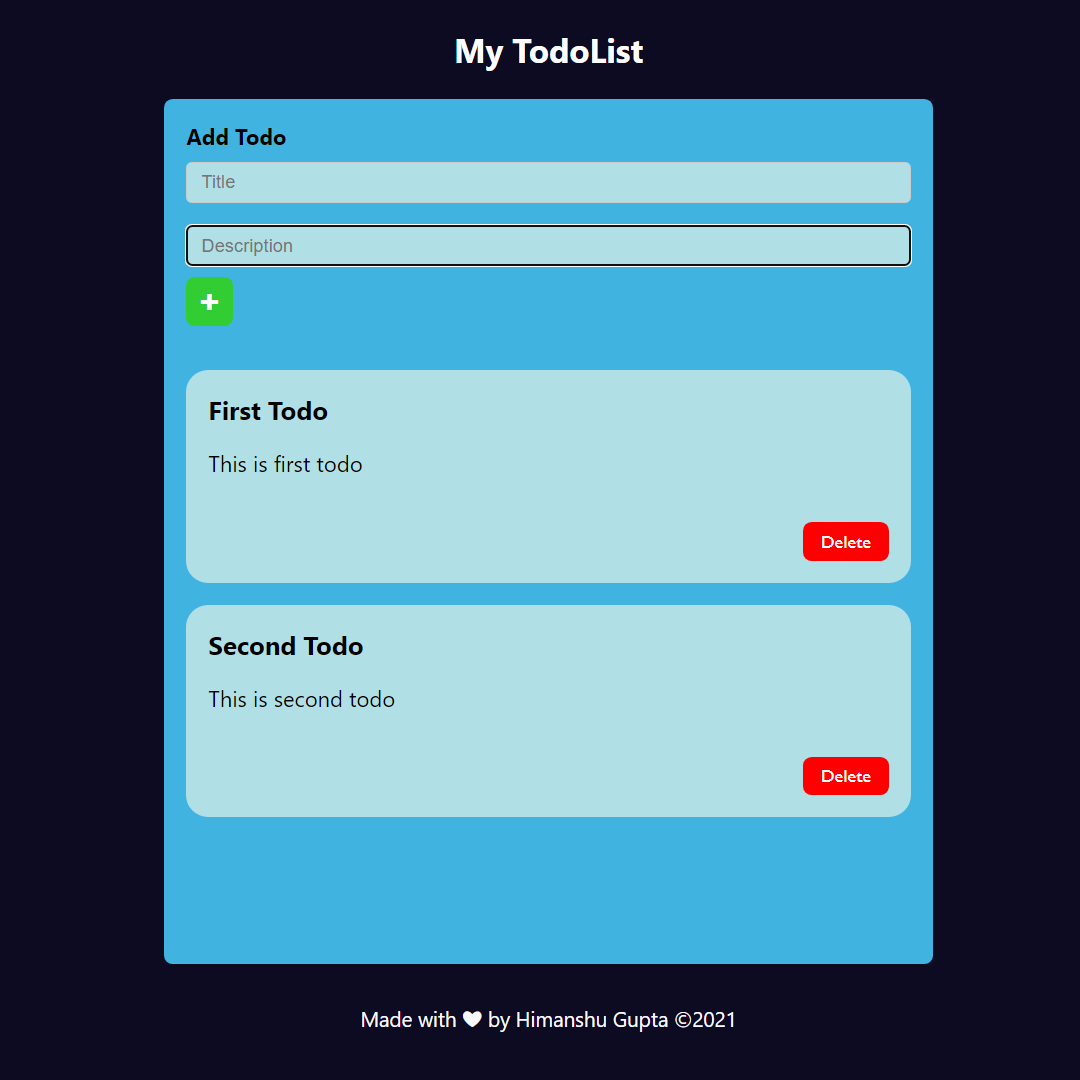 My TodoList
Add Todo
Title
Description
+
First Todo
This is first todo
Delete
Second Todo
This is second todo
Delete
Made with ♥ by Himanshu Gupta ©2021